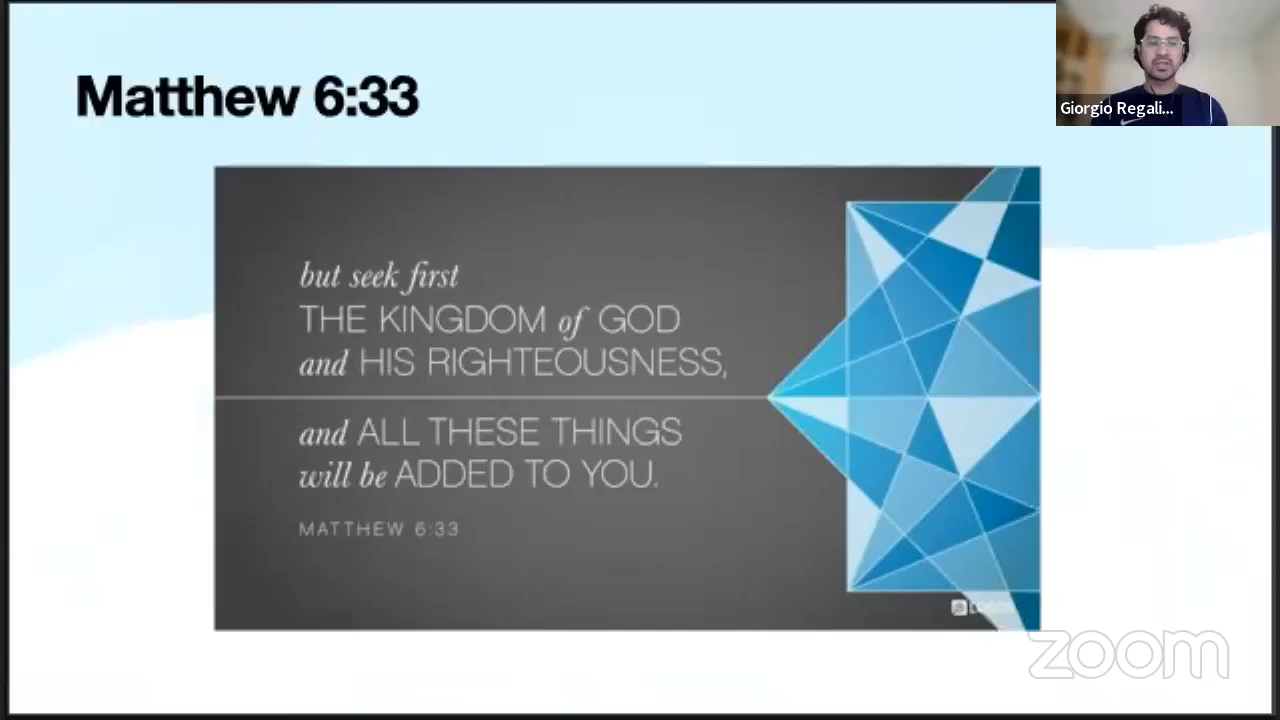 Matthew 6:33
Giorgio Regali...
but seek first
THE KINGDOM of GOD
and HIS RIGHTEOUSNESS,
and ALL THESE THINGS
will be ADDED TO YOU.
MATTHEW 6:33
zoom